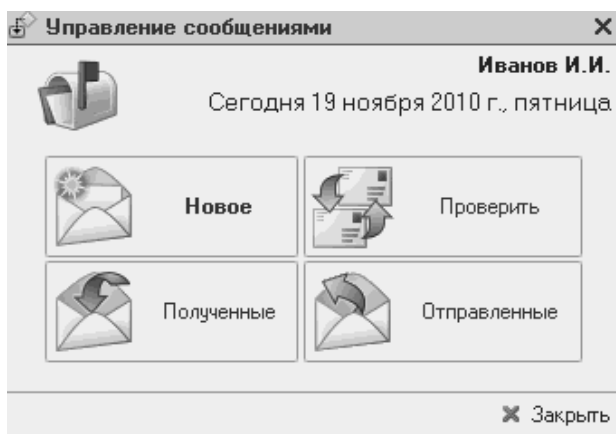 Управление сообщениями
Иванов И.И.
Сегодня 19 ноября 2010 г., пятница
Новое
Проверить
Полученные
Отправленные
Закрыть